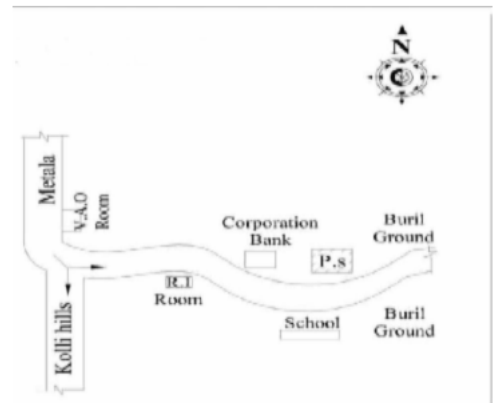 N
Metala
V.A.O
Room
Corporation
Bank
Buril
Ground
P.s
R.I
Room
Kolli hills
School
Buril
Ground